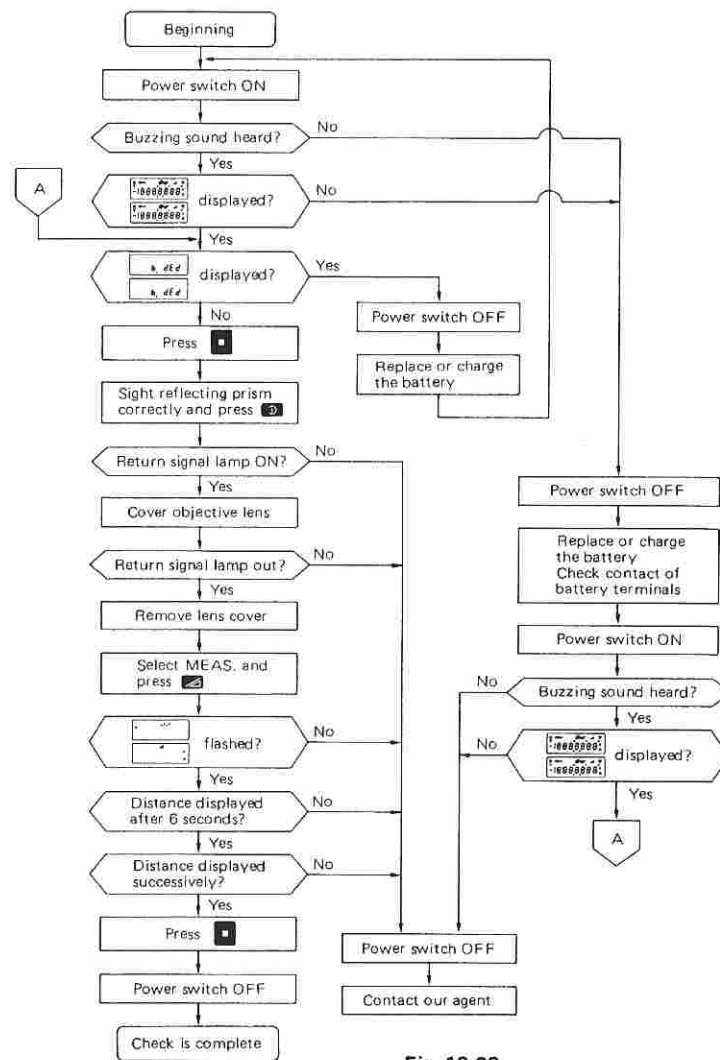 Beginning
Power switch ON
Buzzing sound heard?
No
Yes
A
displayed?
No
Yes
displayed?
Yes
No
Power switch OFF
Replace or charge
the battery
Press
Sight reflecting prism
correctly and press
Return signal lamp ON?
No
Yes
Cover objective lens
Return signal lamp out?
No
Yes
Remove lens cover
Select MEAS. and
press
flashed?
No
Yes
Distance displayed
after 6 seconds?
No
Yes
Distance displayed
successively?
No
Yes
Press
Power switch OFF
Check is complete
Power switch OFF
Replace or charge
the battery
Check contact of
battery terminals
Power switch ON
No
Buzzing sound heard?
Yes
No
displayed?
Yes
A
Power switch OFF
Contact our agent